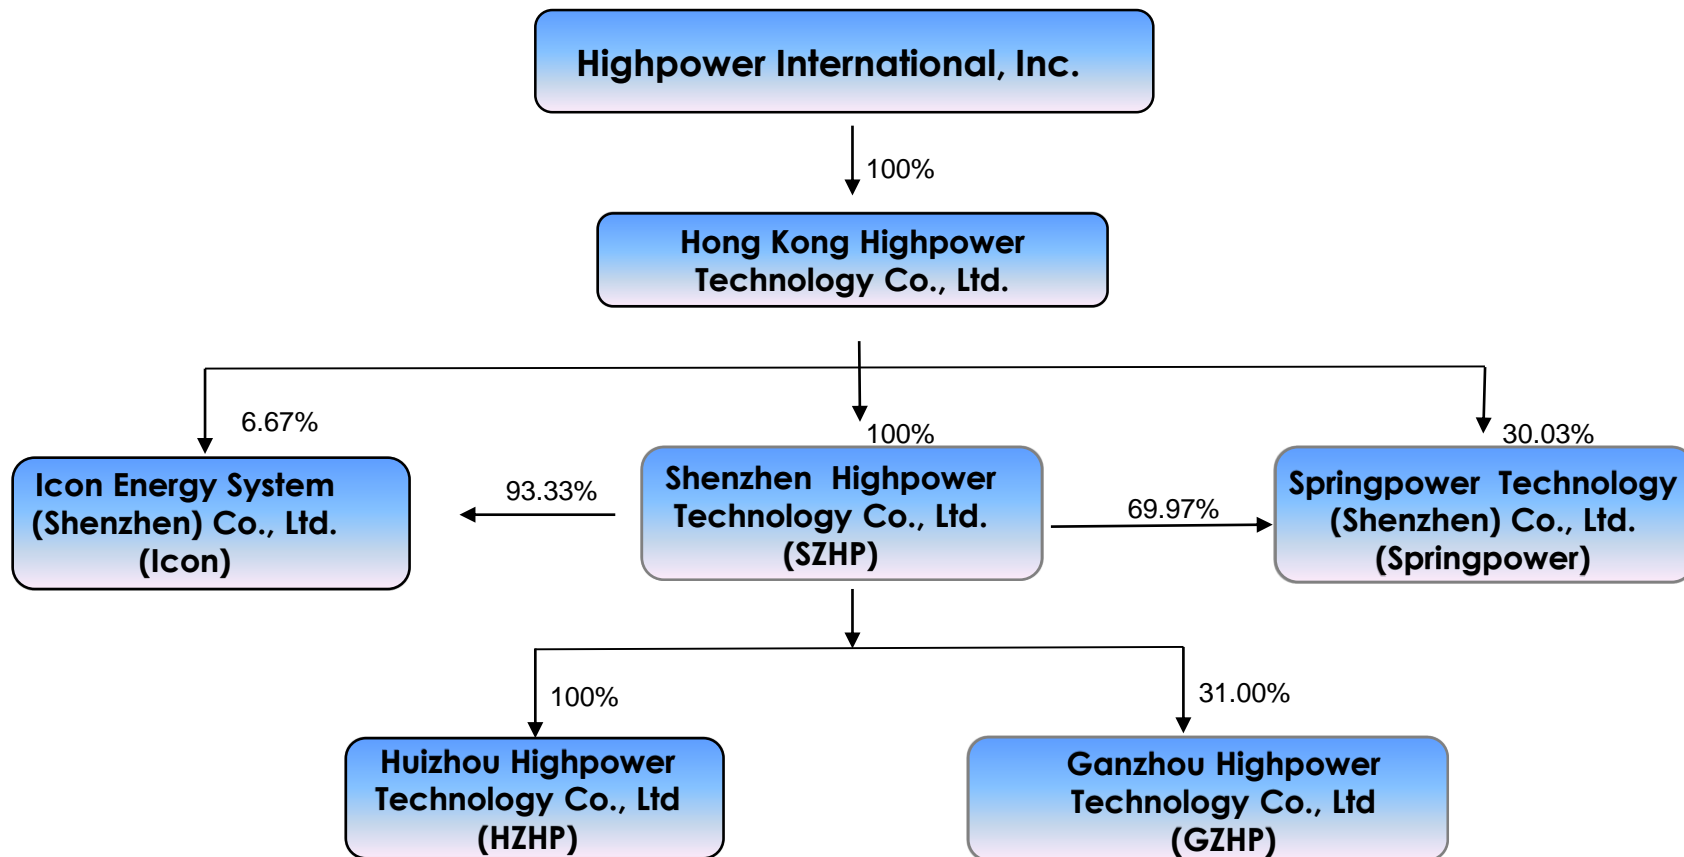 Highpower International, Inc.
100%
Hong Kong Highpower
Technology Co., Ltd.
6.67%
100%
30.03%
Icon Energy System
(Shenzhen) Co., Ltd.
(Icon)
93.33%
Shenzhen Highpower
Technology Co., Ltd.
(SZHP)
69.97%
Springpower Technology
(Shenzhen) Co., Ltd.
(Springpower)
100%
31.00%
Huizhou Highpower
Technology Co., Ltd
(HZHP)
Ganzhou Highpower
Technology Co., Ltd
(GZHP)